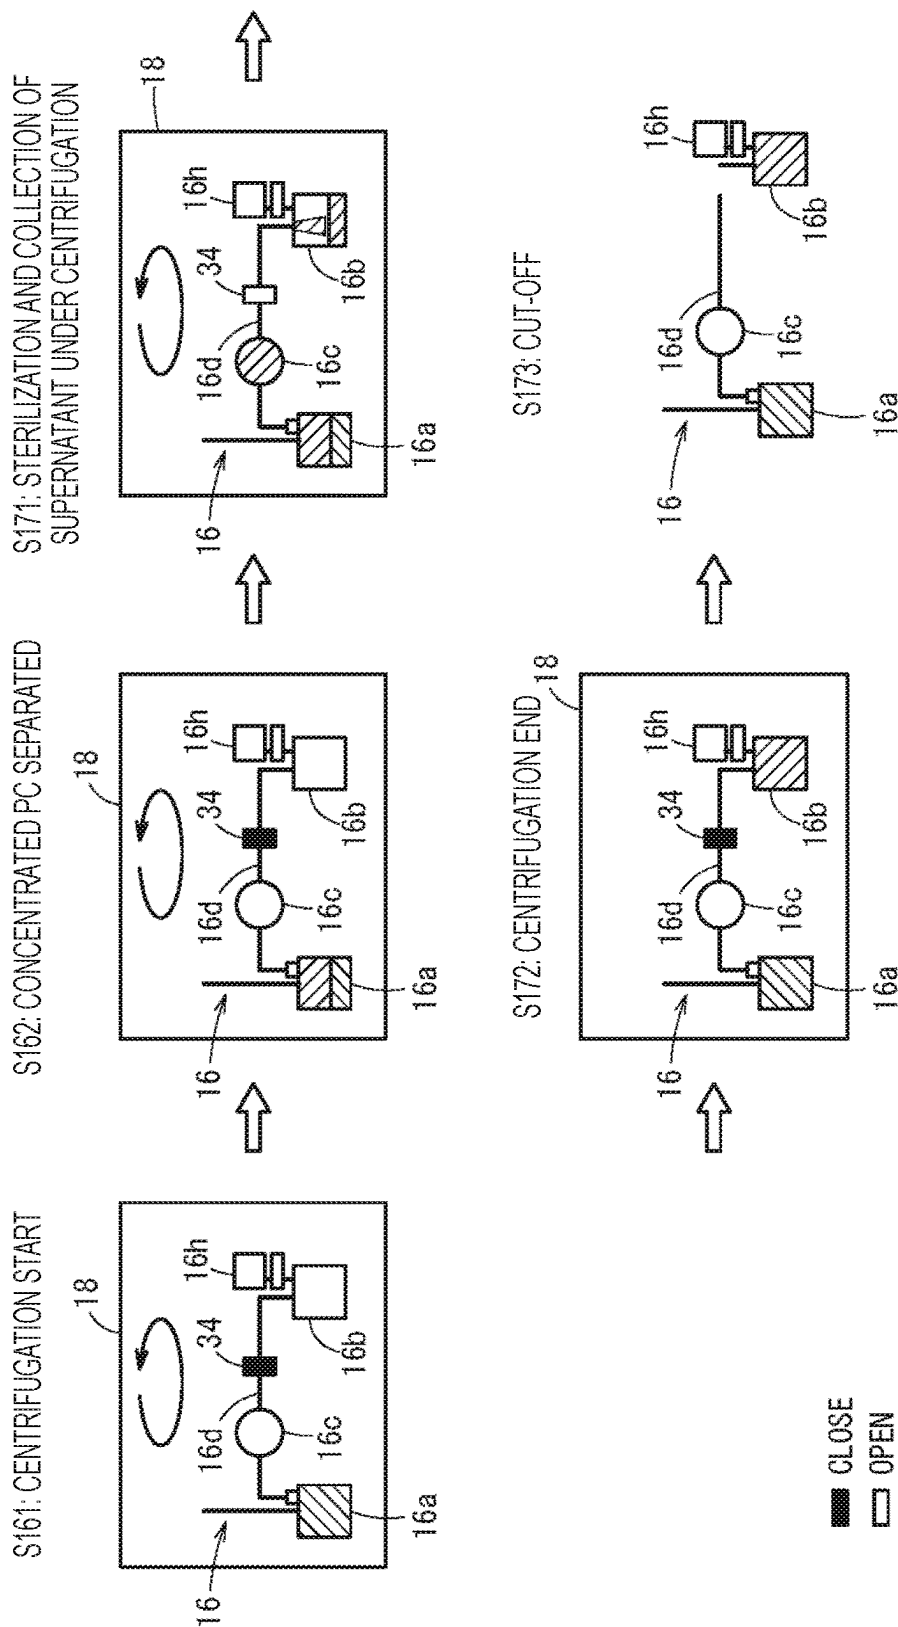 S161: CENTRIFUGATION START
18
16h
34
16d
16b
16c
16
16a
S162: CONCENTRATED PC SEPARATED
18
16h
34
16d
16b
16c
16
16a
S171: STERILIZATION AND COLLECTION OF
SUPERNATANT UNDER CENTRIFUGATION
18
16h
34
16d
16b
16c
16
16a
S172: CENTRIFUGATION END
18
16h
34
16d
16b
16c
16
16a
S173: CUT-OFF
16h
16d
16b
16c
16
16a
CLOSE
OPEN